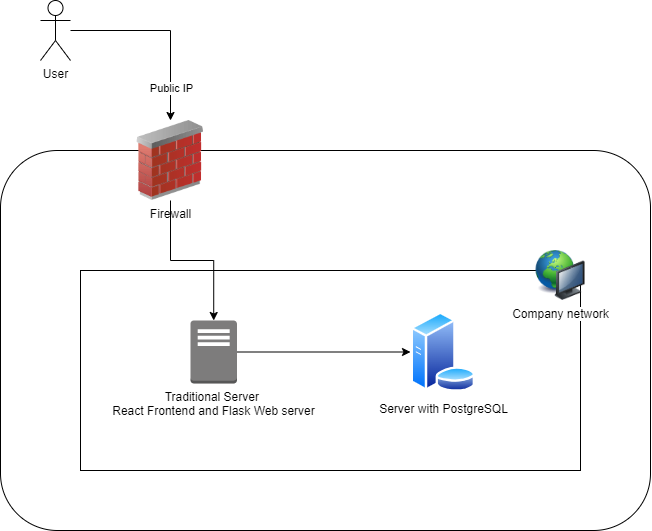 User
Public IP
Firewall
Company network
Traditional Server
React Frontend and Flask Web server
Server with PostgreSQL